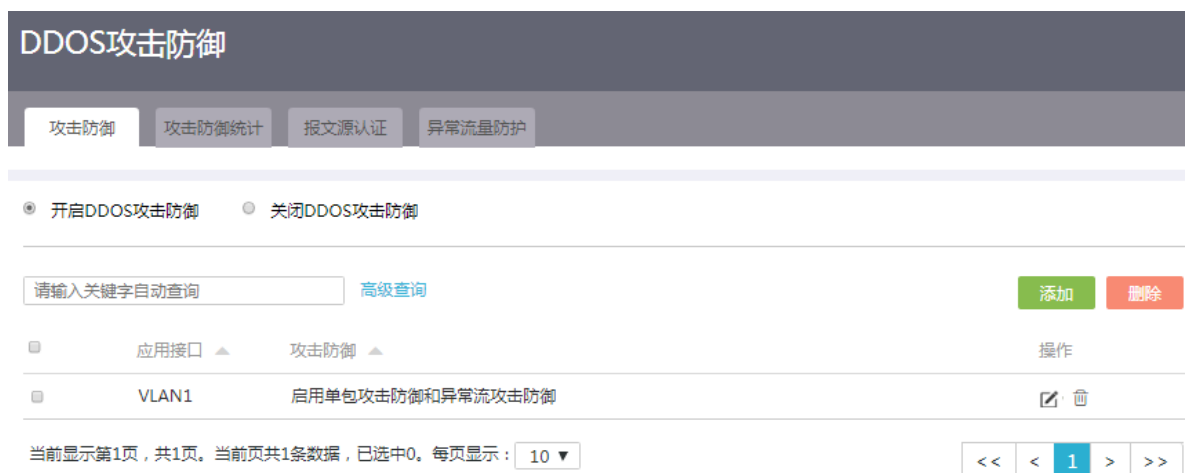 DDOS攻击防御
攻击防御 攻击防御统计 报文源认证 异常流量防护
开启DDOS攻击防御 关闭DDOS攻击防御
请输入关键字自动查询 高级查询 添加 删除
应用接口 攻击防御 操作
VLAN1 启用单包攻击防御和异常流攻击防御
当前显示第1页，共1页。当前页共1条数据，已选中0。每页显示： 10 << < 1 > >>